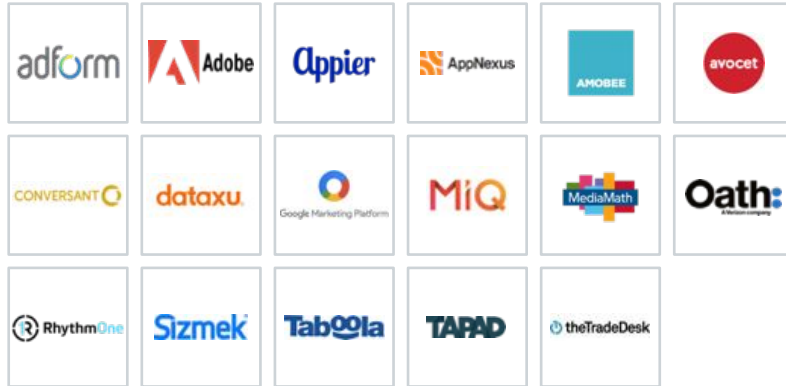 adform
Adobe
appier
AppNexus
AMOBEE
avocet
CONVERSANT
dataxu
Google Marketing Platform
MiQ
MediaMath
Oath:
A Verizon company
RhythmOne
Sizmek
Taboola
TAPAD
theTradeDesk